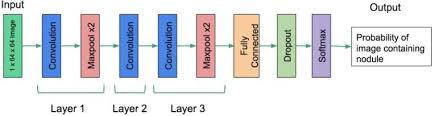 Input
Output
1 x 64 x 64 Image
Convolution
Maxpool x2
Convolution
Convolution
Maxpool x2
Fully
Connected
Dropout
Softmax
Probability of
image containing
nodule
Layer 1
Layer 2
Layer 3